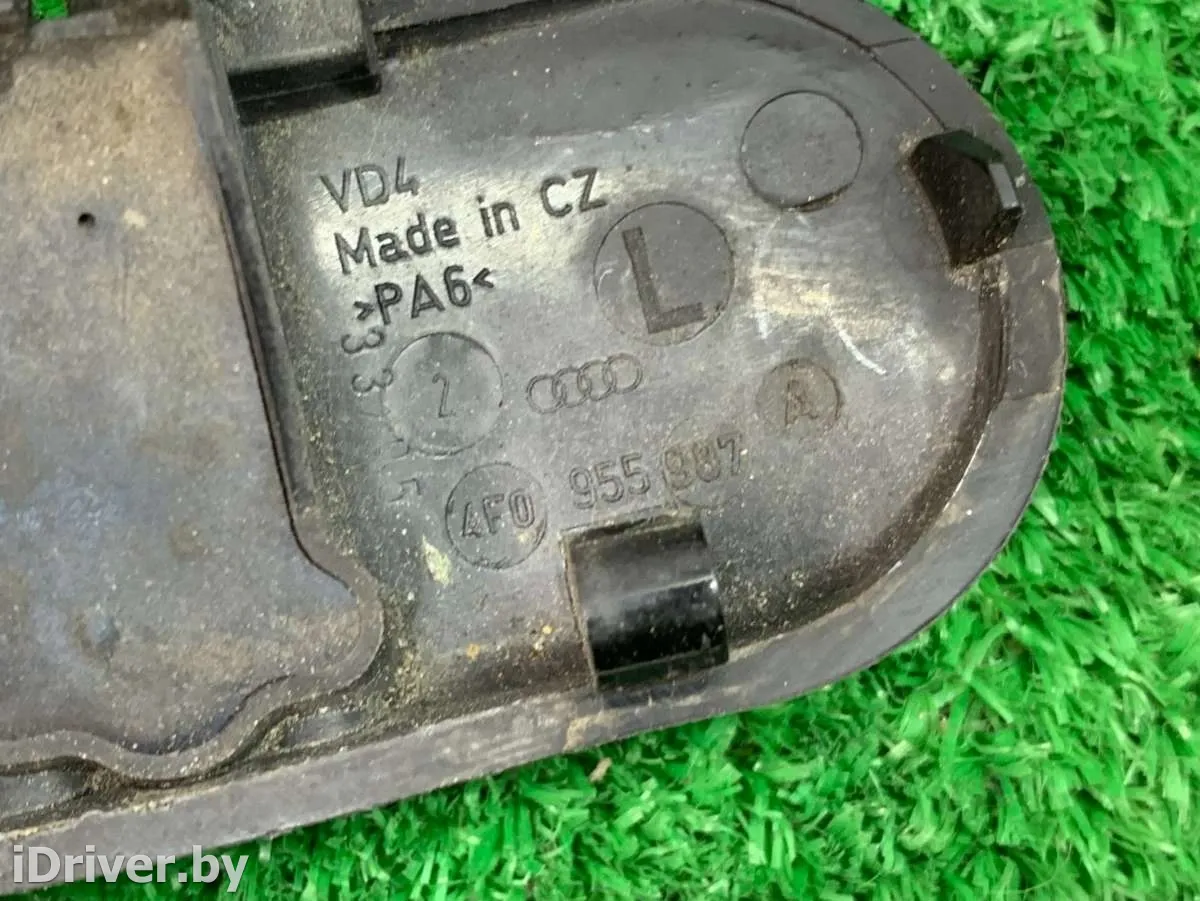 VD4
Made in CZ
>PA6<
L
2
A
4F0 955 987
iDriver.by